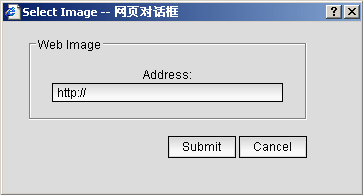 Select Image -- 网页对话框
Web Image
Address:
http://
Submit Cancel